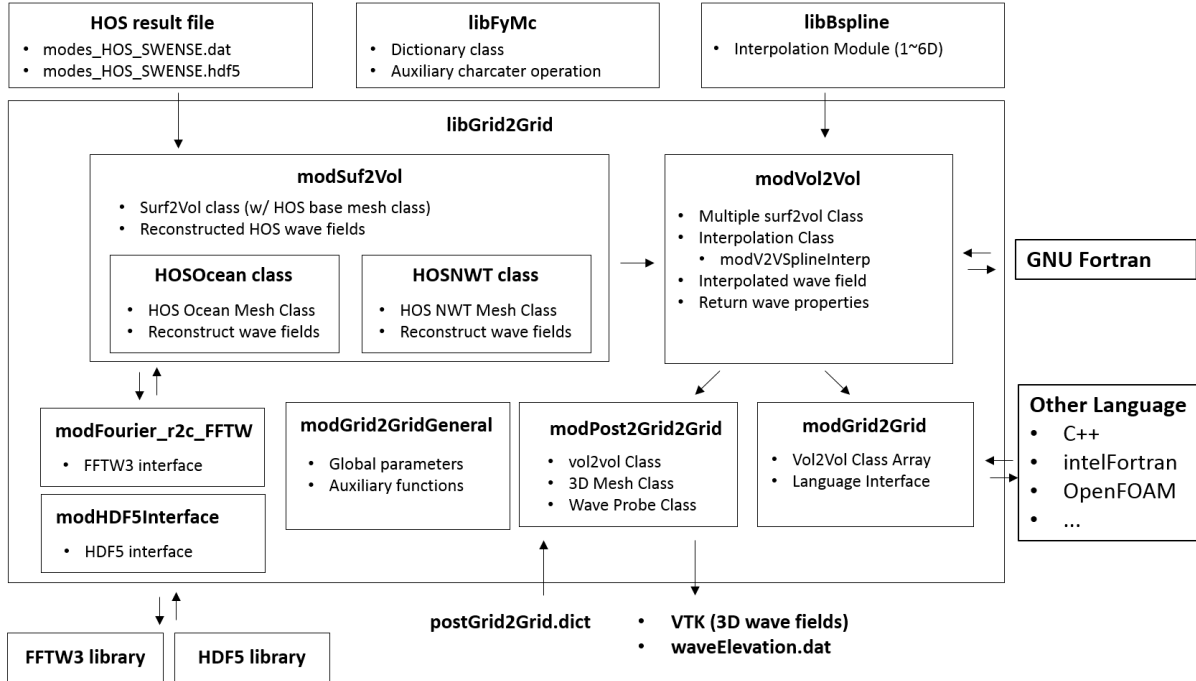 HOS result file
• modes_HOS_SWENSE.dat
• modes_HOS_SWENSE.hdf5
libFyMc
• Dictionary class
• Auxiliary charcater operation
libBspline
• Interpolation Module (1~6D)
libGrid2Grid
modSuf2Vol
• Surf2Vol class (w/ HOS base mesh class)
• Reconstructed HOS wave fields
HOSOcean class
• HOS Ocean Mesh Class
• Reconstruct wave fields
HOSNWT class
• HOS NWT Mesh Class
• Reconstruct wave fields
modVol2Vol
• Multiple surf2vol Class
• Interpolation Class
• modV2VSplineInterp
• Interpolated wave field
• Return wave properties
GNU Fortran
modFourier_r2c_FFTW
• FFTW3 interface
modHDF5Interface
• HDF5 interface
modGrid2GridGeneral
• Global parameters
• Auxiliary functions
modPost2Grid2Grid
• vol2vol Class
• 3D Mesh Class
• Wave Probe Class
modGrid2Grid
• Vol2Vol Class Array
• Language Interface
Other Language
• C++
• intelFortran
• OpenFOAM
• ...
postGrid2Grid.dict
• VTK (3D wave fields)
• waveElevation.dat
FFTW3 library
HDF5 library